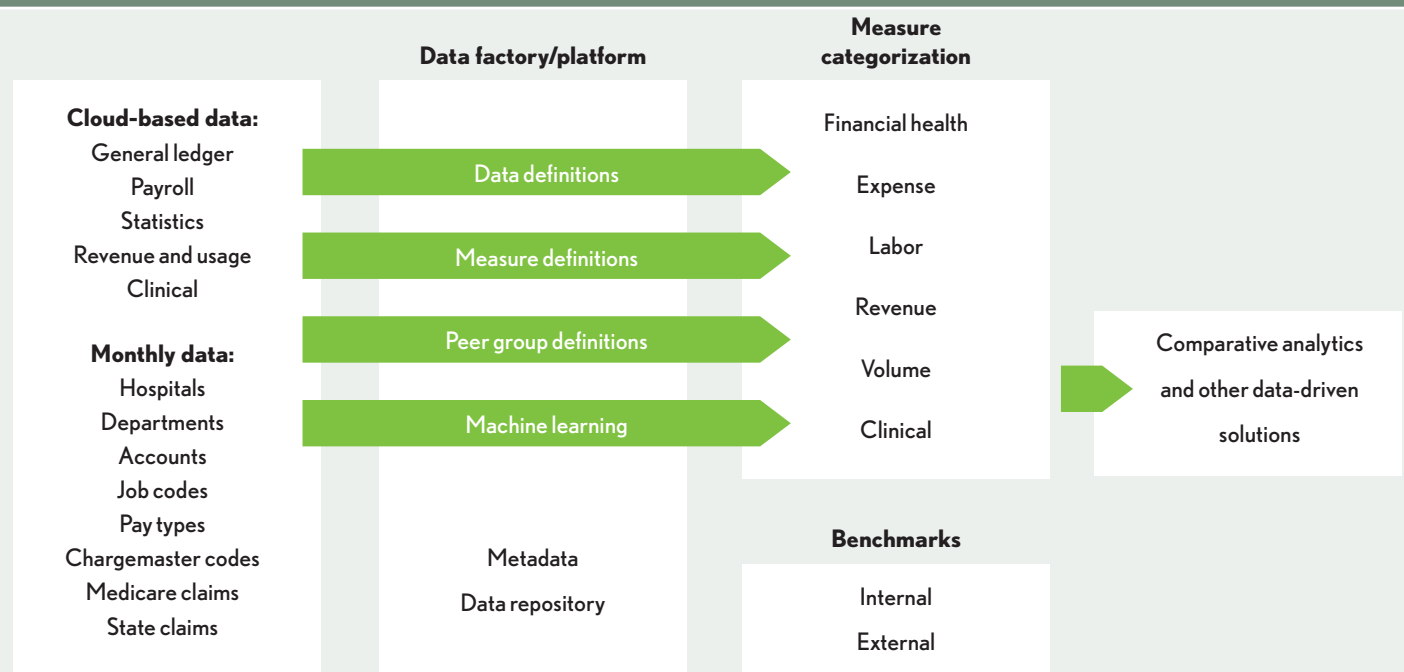 Cloud-based data:
General ledger
Payroll
Statistics
Revenue and usage
Clinical
Monthly data:
Hospitals
Departments
Accounts
Job codes
Pay types
Chargemaster codes
Medicare claims
State claims
Data factory/platform
Data definitions
Measure definitions
Peer group definitions
Machine learning
Metadata
Data repository
Measure
categorization
Financial health
Expense
Labor
Revenue
Volume
Clinical
Benchmarks
Internal
External
Comparative analytics
and other data-driven
solutions